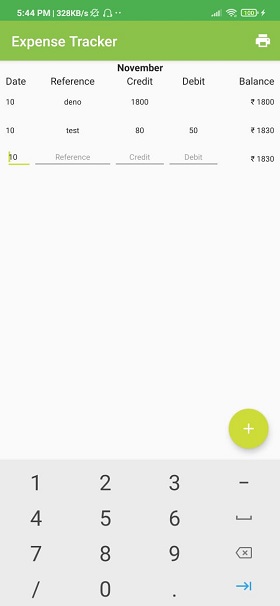 5:44 PM | 328KB/s
100
Expense Tracker
November
Date Reference Credit Debit Balance
10 deno 1800 ₹ 1800
10 test 80 50 ₹ 1830
10 Reference Credit Debit ₹ 1830
+
1 2 3 −
4 5 6
7 8 9
/ 0 .